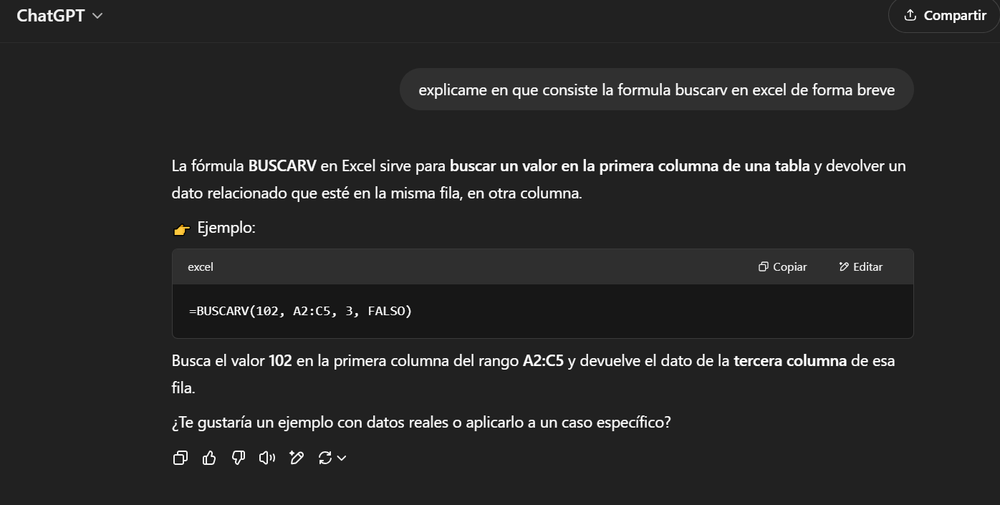 ChatGPT
Compartir
explicame en que consiste la formula buscarv en excel de forma breve
La fórmula BUSCARV en Excel sirve para buscar un valor en la primera columna de una tabla y devolver un
dato relacionado que esté en la misma fila, en otra columna.
👉 Ejemplo:
excel
Copiar
Editar
=BUSCARV(102, A2:C5, 3, FALSO)
Busca el valor 102 en la primera columna del rango A2:C5 y devuelve el dato de la tercera columna de esa
fila.
¿Te gustaría un ejemplo con datos reales o aplicarlo a un caso específico?